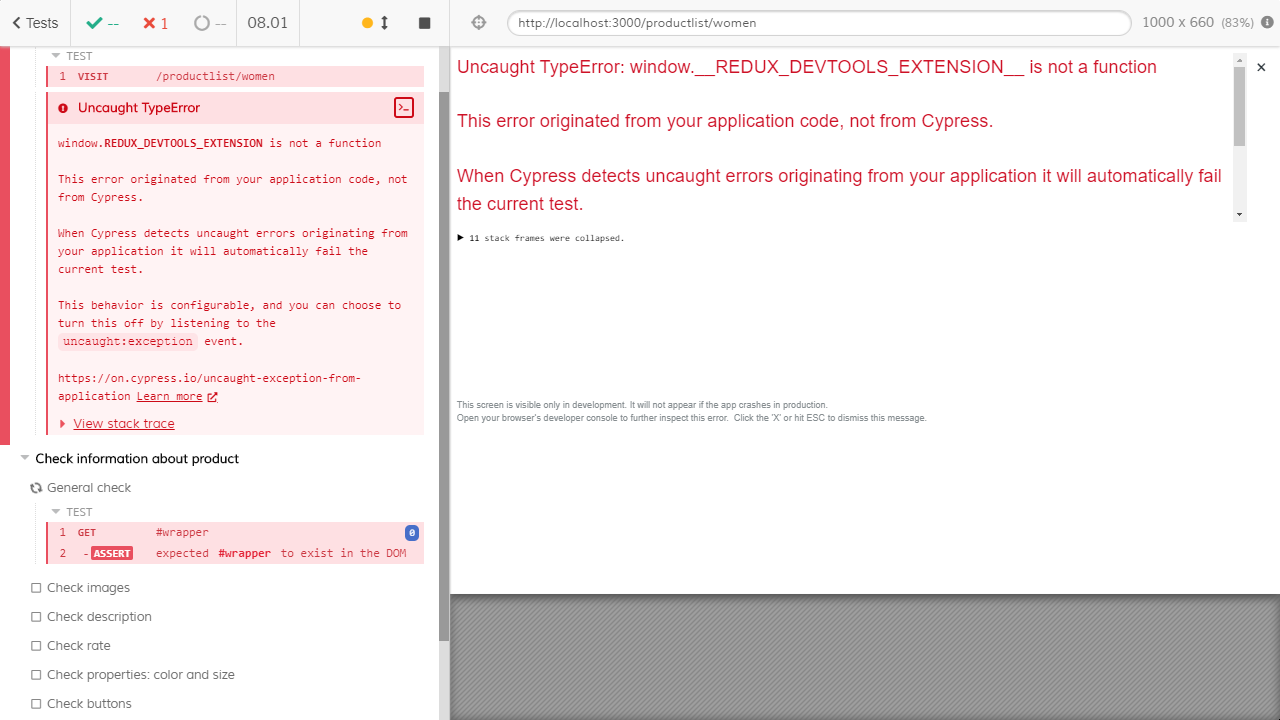 Tests
--
1
--
08.01
http://localhost:3000/productlist/women
1000 x 660 (83%)
TEST
1 VISIT /productlist/women
Uncaught TypeError
window.REDUX_DEVTOOLS_EXTENSION is not a function
This error originated from your application code, not
from Cypress.
When Cypress detects uncaught errors originating from
your application it will automatically fail the
current test.
This behavior is configurable, and you can choose to
turn this off by listening to the
uncaught:exception event.
https://on.cypress.io/uncaught-exception-from-
application Learn more
View stack trace
Check information about product
General check
TEST
1 GET #wrapper 0
2 -ASSERT expected #wrapper to exist in the DOM
Check images
Check description
Check rate
Check properties: color and size
Check buttons
Uncaught TypeError: window.__REDUX_DEVTOOLS_EXTENSION__ is not a function
This error originated from your application code, not from Cypress.
When Cypress detects uncaught errors originating from your application it will automatically fail
the current test.
11 stack frames were collapsed.
This screen is visible only in development. It will not appear if the app crashes in production.
Open your browser's developer console to further inspect this error. Click the 'X' or hit ESC to dismiss this message.